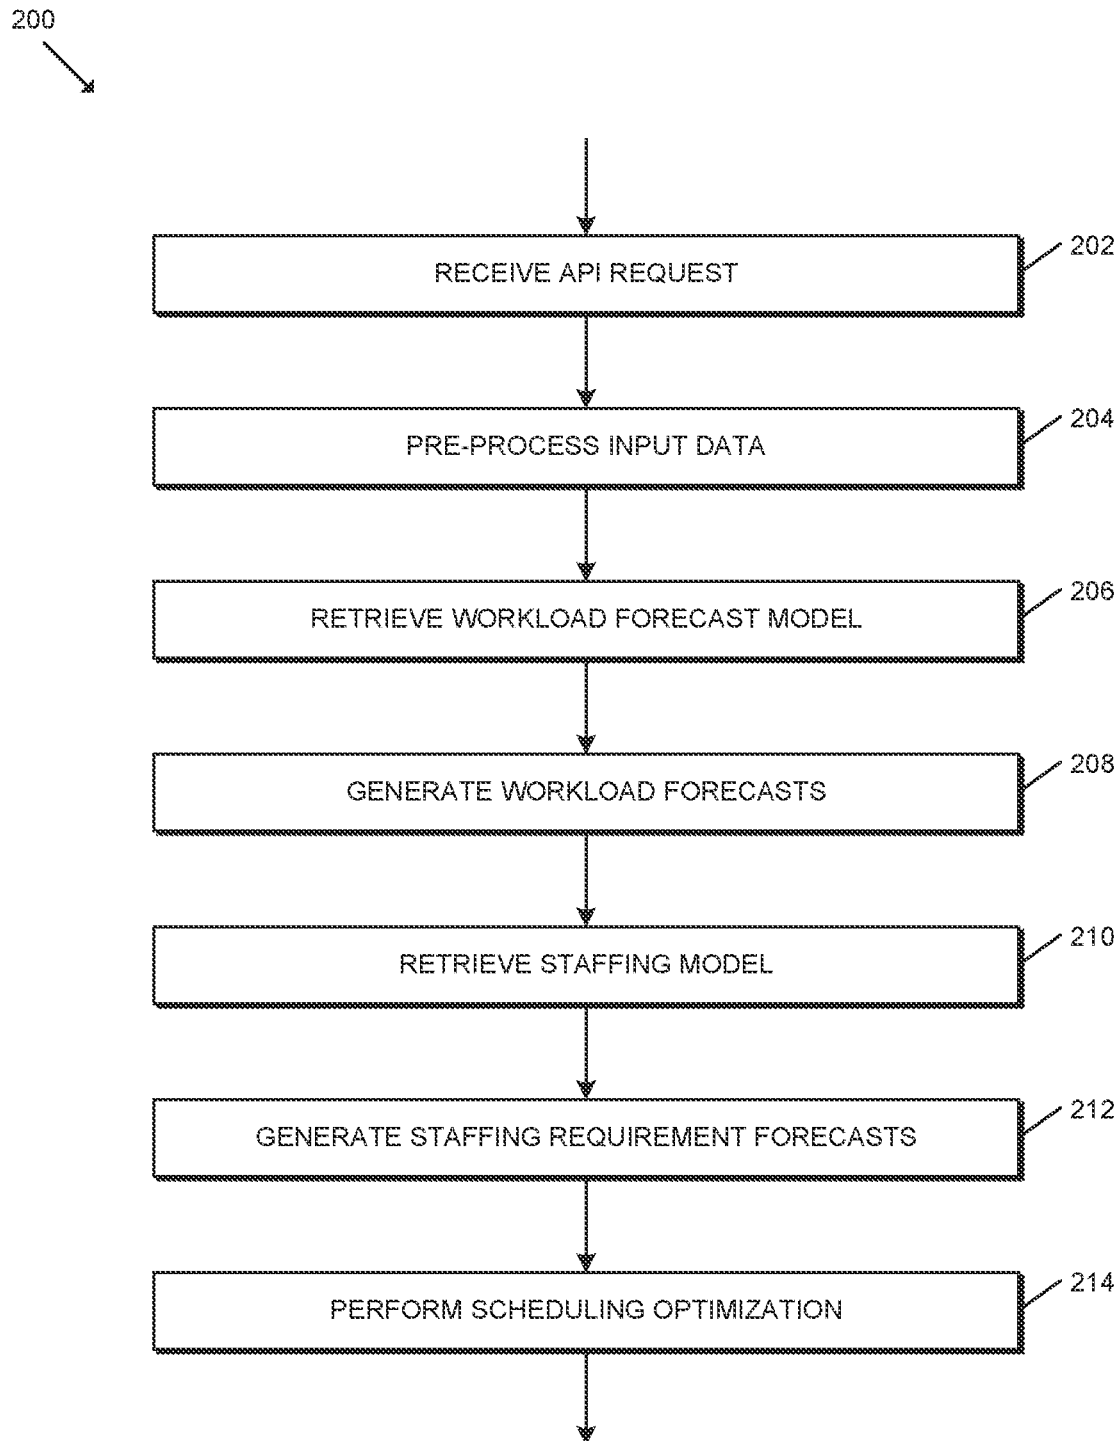 200
RECEIVE API REQUEST
202
PRE-PROCESS INPUT DATA
204
RETRIEVE WORKLOAD FORECAST MODEL
206
GENERATE WORKLOAD FORECASTS
208
RETRIEVE STAFFING MODEL
210
GENERATE STAFFING REQUIREMENT FORECASTS
212
PERFORM SCHEDULING OPTIMIZATION
214